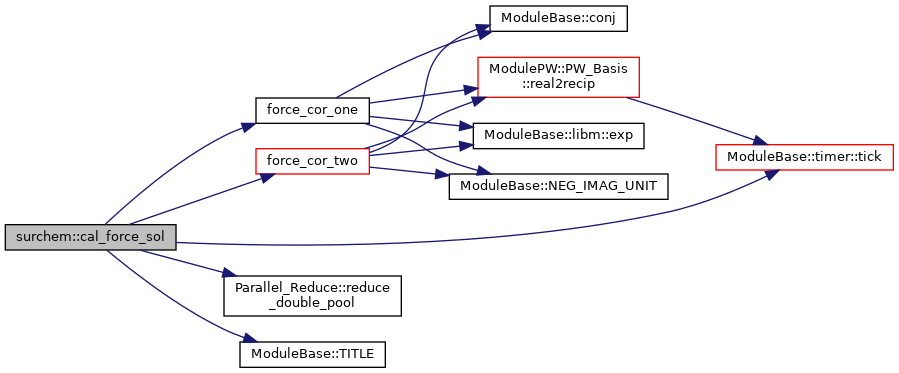 ModuleBase::conj
ModulePW::PW_Basis
::real2recip
force_cor_one
ModuleBase::libm::exp
force_cor_two
ModuleBase::timer::tick
ModuleBase::NEG_IMAG_UNIT
surchem::cal_force_sol
Parallel_Reduce::reduce
_double_pool
ModuleBase::TITLE